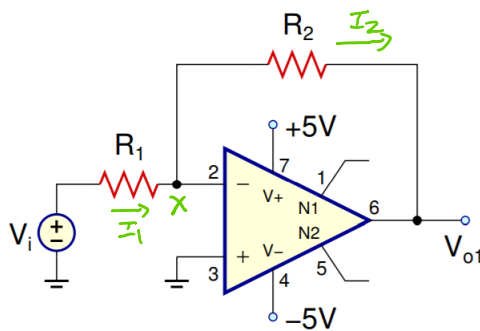 R2 I2
+5V
R1
2 − 7 1
V+ N1 6
I1 X
Vi + −
N2
3 + V− 4 5
Vo1
−5V